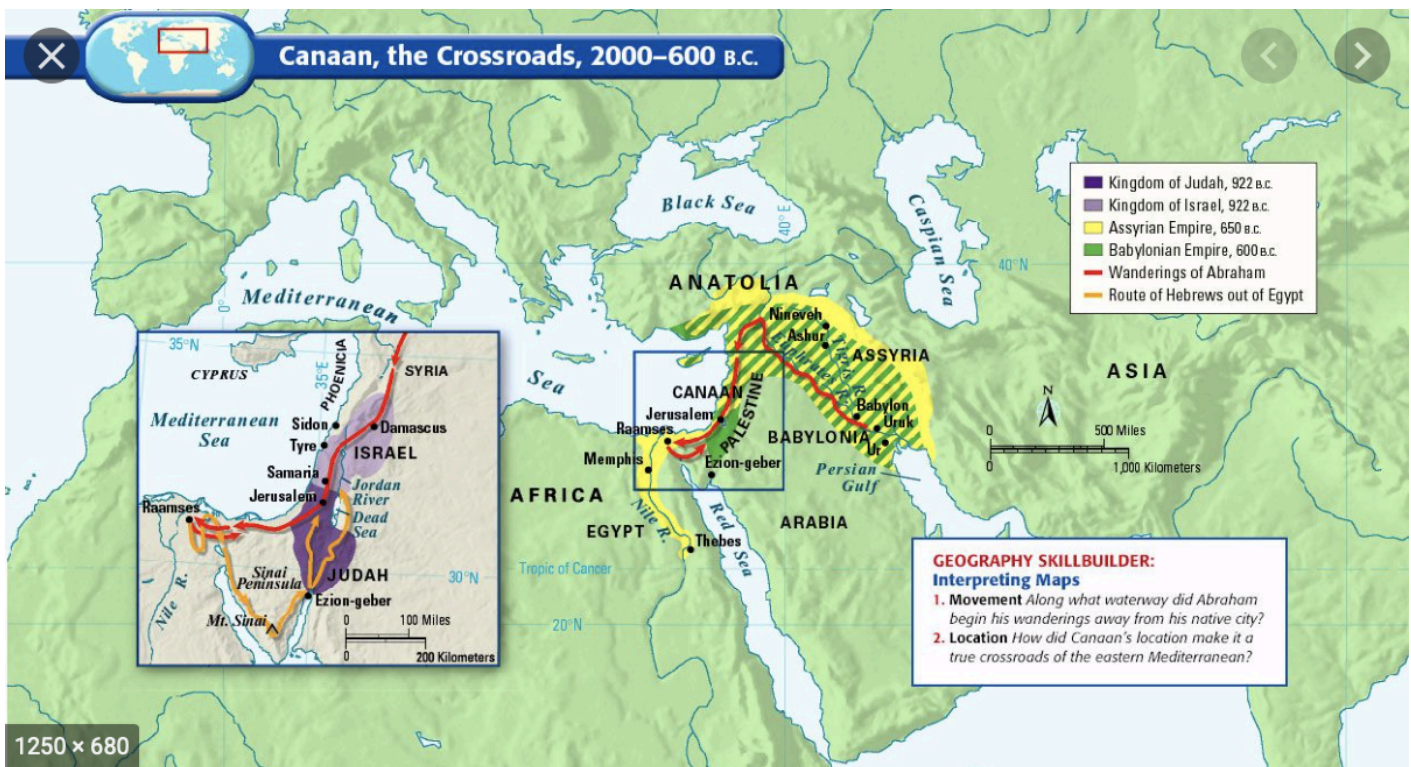 Canaan, the Crossroads, 2000–600 B.C.
Kingdom of Judah, 922 B.C.
Kingdom of Israel, 922 B.C.
Assyrian Empire, 650 B.C.
Babylonian Empire, 600 B.C.
Wanderings of Abraham
Route of Hebrews out of Egypt
Black Sea
40°E
Caspian Sea
40°N
0°
Mediterranean
Sea
ANATOLIA
Nineveh
Ashur
Tigris R.
Euphrates R.
ASSYRIA
ASIA
CANAAN
PALESTINE
Jerusalem
Raamses
Memphis
Ezion-geber
Babylon
Uruk
BABYLONIA
Ur
Persian
Gulf
AFRICA
EGYPT
Nile R.
Thebes
Red Sea
ARABIA
Tropic of Cancer
20°N
N
0
500 Miles
0
1,000 Kilometers
35°N
CYPRUS
35°E
PHOENICIA
SYRIA
Mediterranean
Sea
Sidon
Damascus
Tyre
ISRAEL
Samaria
Jordan
River
Jerusalem
Dead
Sea
Raamses
Sinai
Peninsula
JUDAH
30°N
Nile R.
Ezion-geber
Mt. Sinai
0
100 Miles
0
200 Kilometers
GEOGRAPHY SKILLBUILDER:
Interpreting Maps
1. Movement Along what waterway did Abraham
begin his wanderings away from his native city?
2. Location How did Canaan's location make it a
true crossroads of the eastern Mediterranean?
1250 × 680